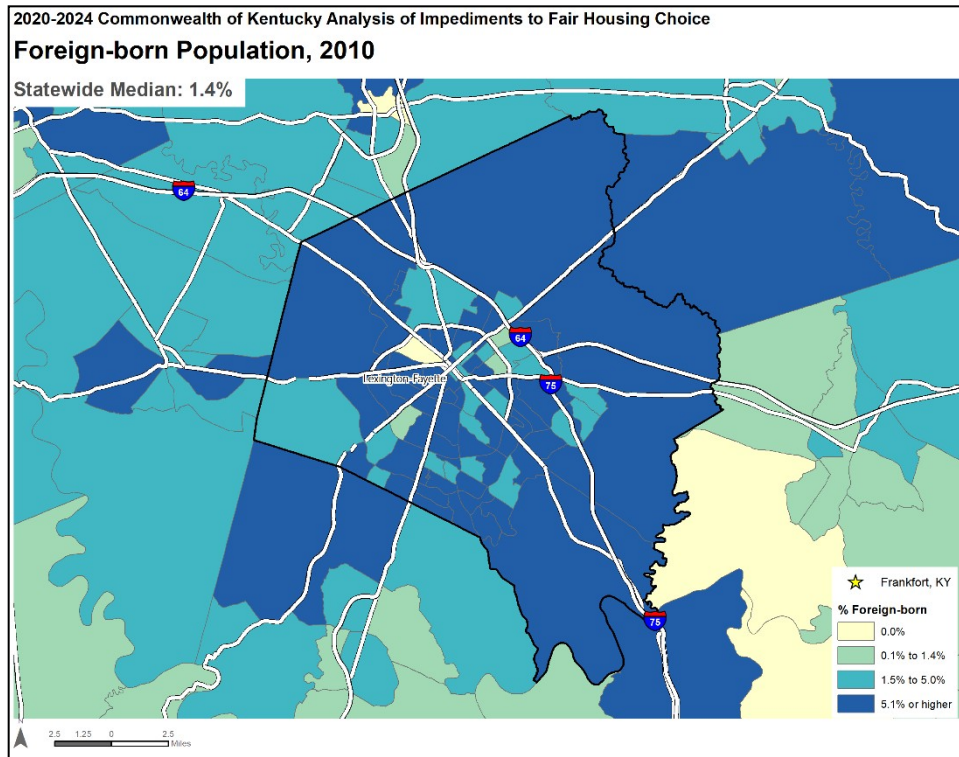 2020-2024 Commonwealth of Kentucky Analysis of Impediments to Fair Housing Choice
Foreign-born Population, 2010
Statewide Median: 1.4%
64
64
Lexington-Fayette
75
75
Frankfort, KY
% Foreign-born
0.0%
0.1% to 1.4%
1.5% to 5.0%
5.1% or higher
2.5 1.25 0 2.5
Miles